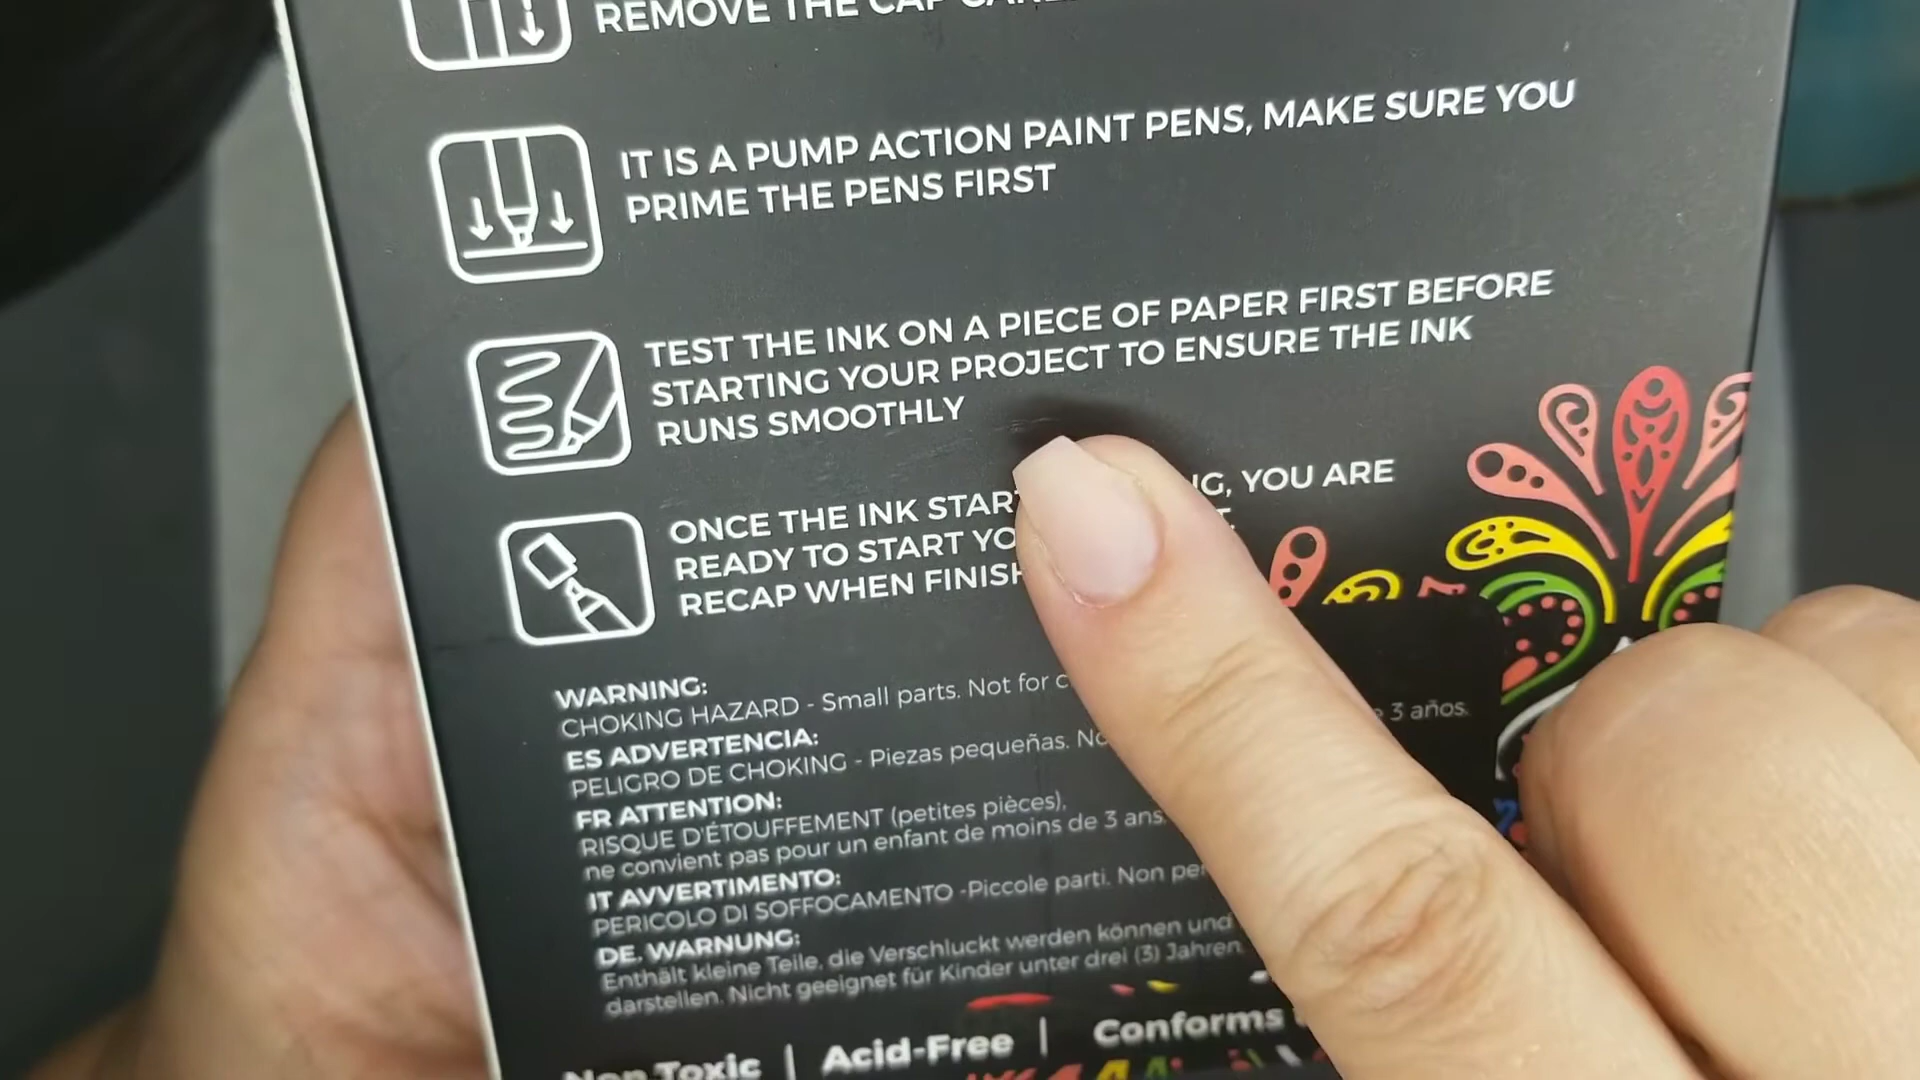 REMOVE THE CAP
IT IS A PUMP ACTION PAINT PENS, MAKE SURE YOU
PRIME THE PENS FIRST
TEST THE INK ON A PIECE OF PAPER FIRST BEFORE
STARTING YOUR PROJECT TO ENSURE THE INK
RUNS SMOOTHLY
ONCE THE INK YOU ARE
READY TO START
RECAP WHEN
WARNING:
CHOKING HAZARD - Small parts. Not for
ES ADVERTENCIA:
PELIGRO DE CHOKING - Piezas pequeñas. 3 años.
FR ATTENTION:
RISQUE D'ÉTOUFFEMENT (petites pièces),
ne convient pas pour un enfant de moins de 3 ans.
IT AVVERTIMENTO:
PERICOLO DI SOFFOCAMENTO -Piccole parti. Non
DE. WARNUNG:
Enthält kleine Teile, die Verschluckt werden können und
darstellen. Nicht geeignet für Kinder unter drei (3) Jahren
Non Toxic | Acid-Free | Conforms